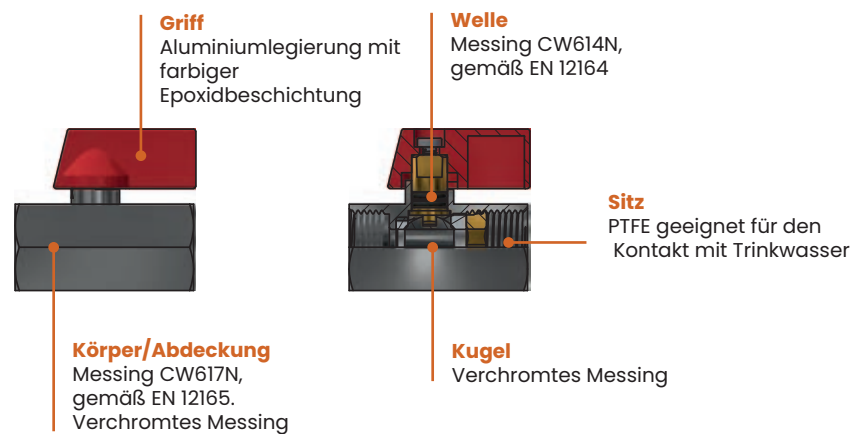 Griff
Aluminiumlegierung mit
farbiger
Epoxidbeschichtung
Welle
Messing CW614N,
gemäß EN 12164
Sitz
PTFE geeignet für den
Kontakt mit Trinkwasser
Körper/Abdeckung
Messing CW617N,
gemäß EN 12165.
Verchromtes Messing
Kugel
Verchromtes Messing